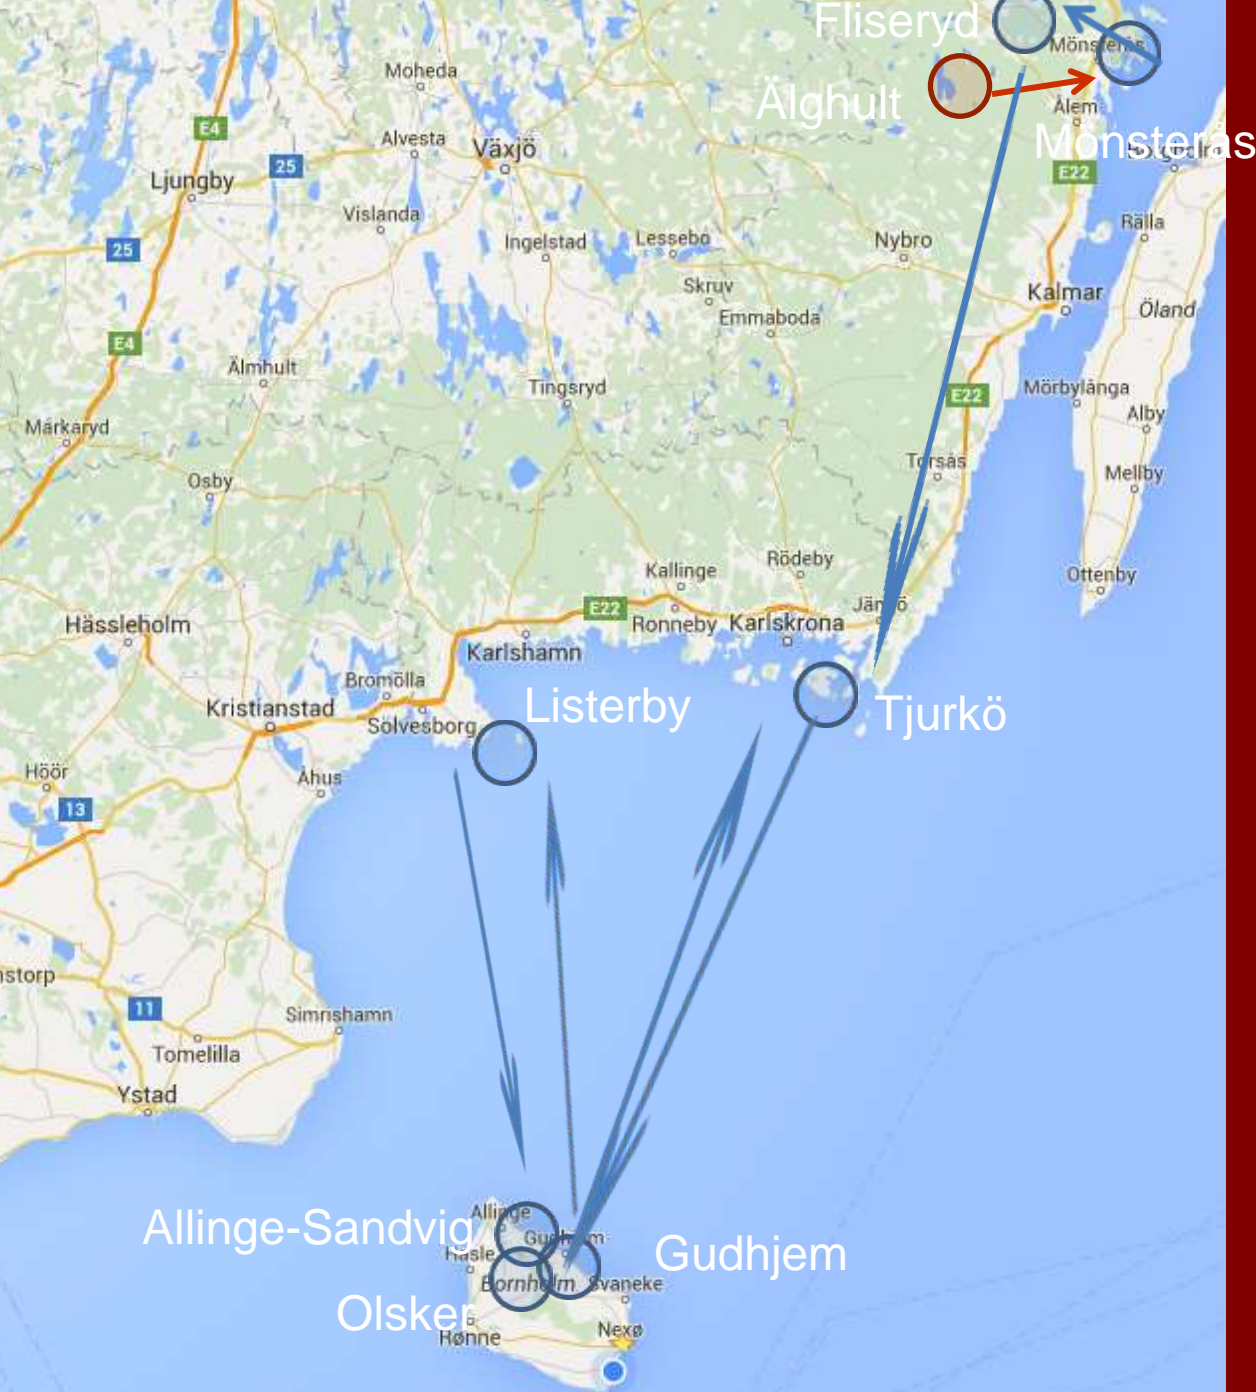 Fliseryd
Mönsterås
Moheda
Älghult
Ålem
E4
Alvesta
Växjö
Mönsterås
25
Ljungby
E22
Vislanda
Rälla
25
Ingelstad
Lessebo
Nybro
Skruv
Kalmar
Öland
Emmaboda
E4
Älmhult
Tingsryd
E22
Mörbylånga
Markaryd
Alby
Torsås
Osby
Mellby
Rödeby
Kallinge
Ottenby
E22
Jämjö
Hässleholm
Ronneby
Karlskrona
Karlshamn
Bromölla
Kristianstad
Listerby
Tjurkö
Sölvesborg
Höör
Åhus
13
11
Simrishamn
Tomelilla
Ystad
Allinge
Allinge-Sandvig
Gudhjem
Hasle
Gudhjem
Bornholm
Svaneke
Olsker
Rønne
Nexø